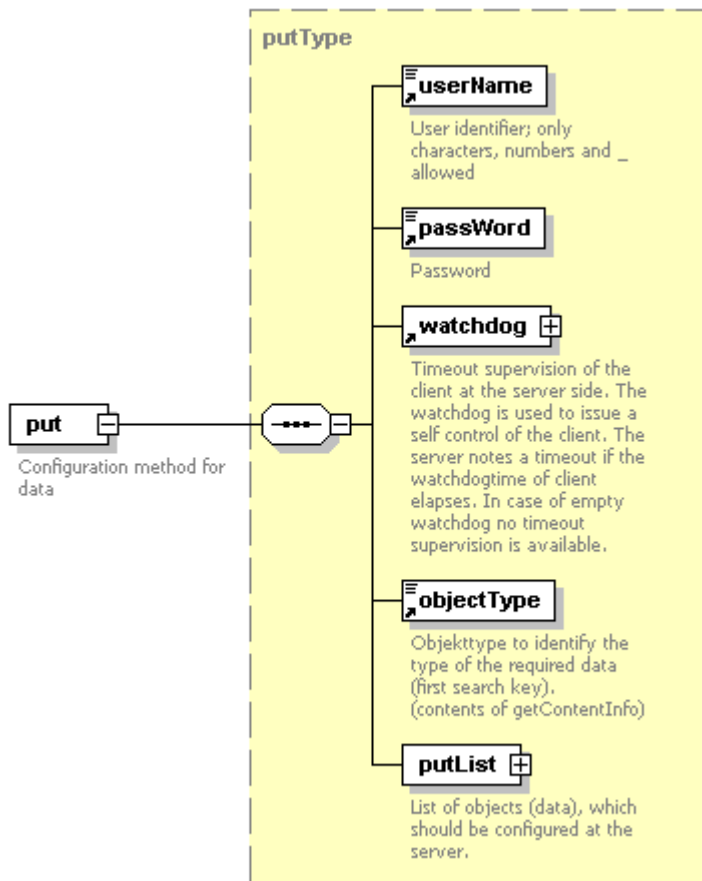 putType
userName
User identifier; only
characters, numbers and _
allowed
passWord
Password
watchdog
Timeout supervision of the
client at the server side. The
watchdog is used to issue a
self control of the client. The
server notes a timeout if the
watchdogtime of client
elapses. In case of empty
watchdog no timeout
supervision is available.
put
Configuration method for
data
objectType
Objekttype to identify the
type of the required data
(first search key).
(contents of getContentInfo)
putList
List of objects (data), which
should be configured at the
server.